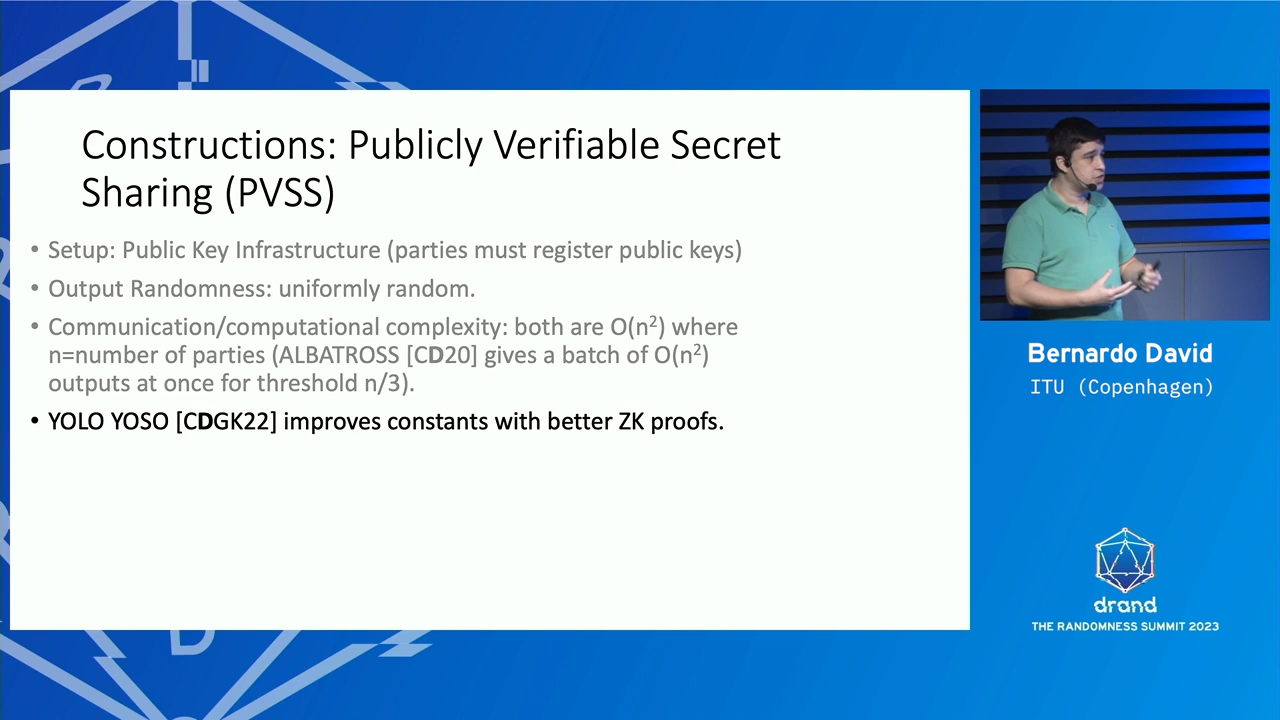 Constructions: Publicly Verifiable Secret
Sharing (PVSS)
• Setup: Public Key Infrastructure (parties must register public keys)
• Output Randomness: uniformly random.
• Communication/computational complexity: both are O(n²) where
n=number of parties (ALBATROSS [CD20] gives a batch of O(n²)
outputs at once for threshold n/3).
• YOLO YOSO [CDGK22] improves constants with better ZK proofs.
Bernardo David
ITU (Copenhagen)
drand
THE RANDOMNESS SUMMIT 2023